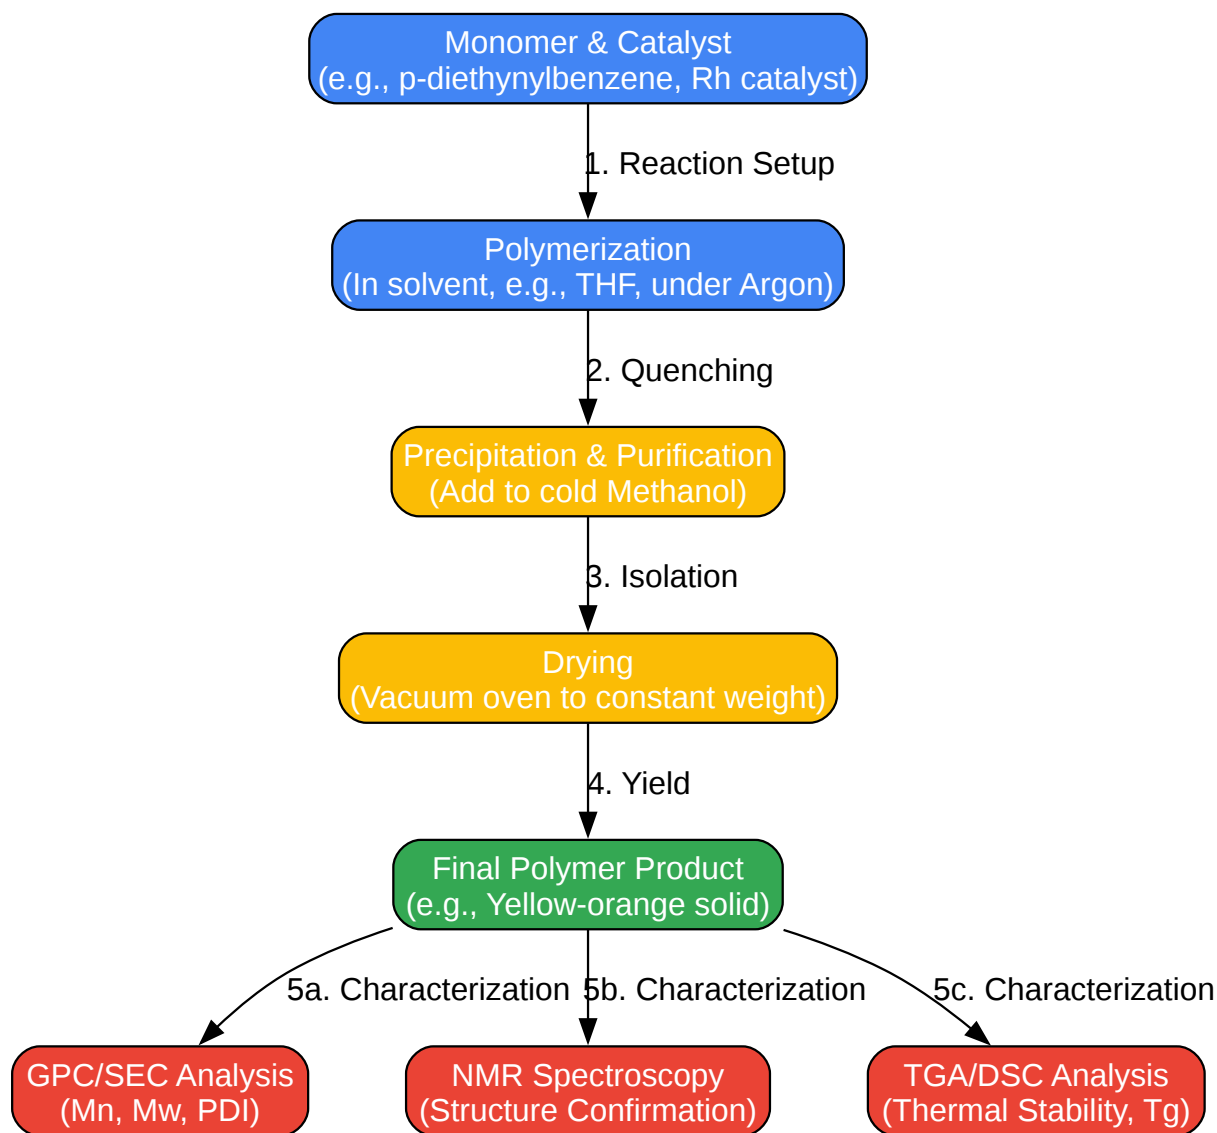 Monomer & Catalyst
(e.g., p-diethynylbenzene, Rh catalyst)
1. Reaction Setup
Polymerization
(In solvent, e.g., THF, under Argon)
2. Quenching
Precipitation & Purification
(Add to cold Methanol)
3. Isolation
Drying
(Vacuum oven to constant weight)
4. Yield
Final Polymer Product
(e.g., Yellow-orange solid)
5a. Characterization
5b. Characterization
5c. Characterization
GPC/SEC Analysis
(Mn, Mw, PDI)
NMR Spectroscopy
(Structure Confirmation)
TGA/DSC Analysis
(Thermal Stability, Tg)